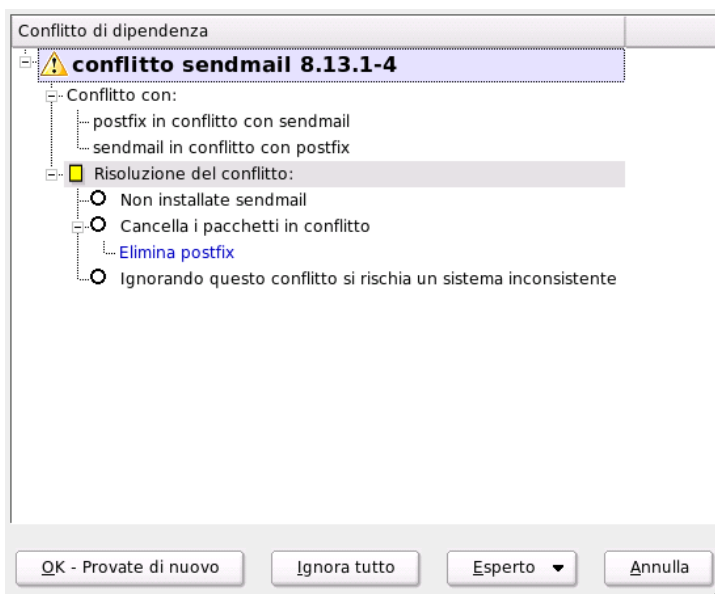 Conflitto di dipendenza
conflitto sendmail 8.13.1-4
Conflitto con:
postfix in conflitto con sendmail
sendmail in conflitto con postfix
Risoluzione del conflitto:
Non installate sendmail
Cancella i pacchetti in conflitto
Elimina postfix
Ignorando questo conflitto si rischia un sistema inconsistente
OK - Provate di nuovo Ignora tutto Esperto Annulla